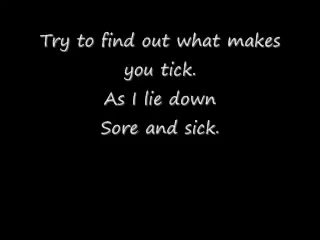 Try to find out what makes
you tick.
As I lie down
Sore and sick.